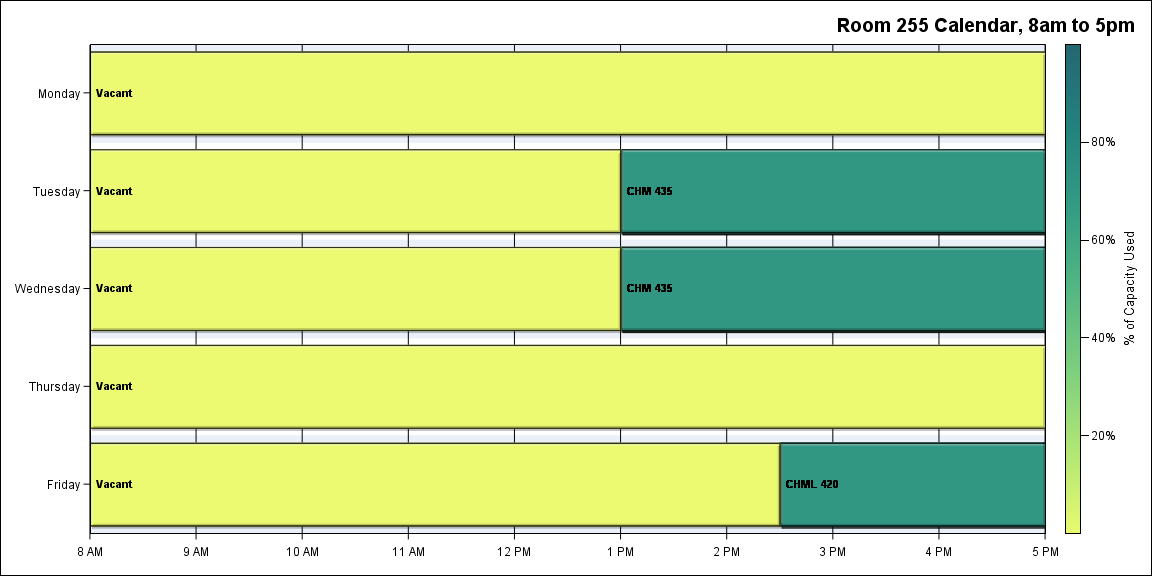 Room 255 Calendar, 8am to 5pm
Monday
Vacant
Tuesday
Vacant
CHM 435
Wednesday
Vacant
CHM 435
Thursday
Vacant
Friday
Vacant
CHML 420
8 AM
9 AM
10 AM
11 AM
12 PM
1 PM
2 PM
3 PM
4 PM
5 PM
80%
60%
40%
20%
% of Capacity Used